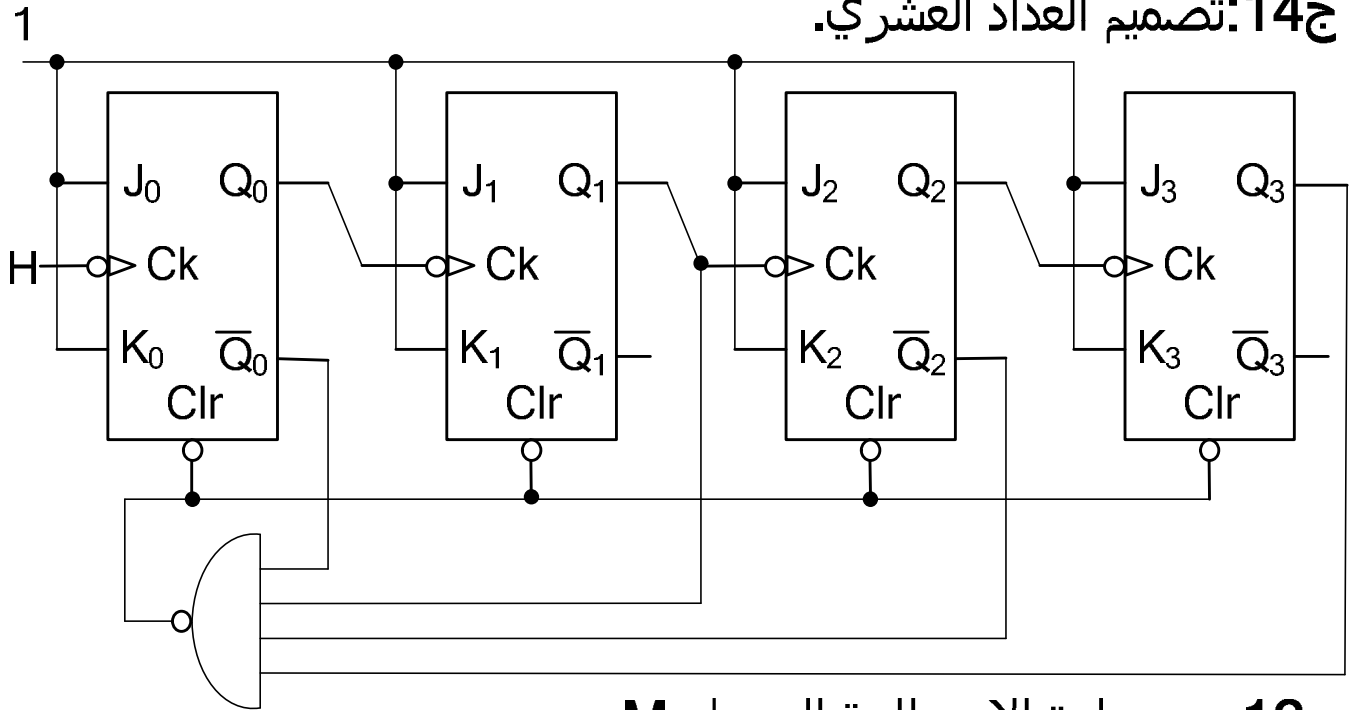 ج14:تصميم العداد العشري.
1
J0 Q0 J1 Q1 J2 Q2 J3 Q3
H Ck Ck Ck Ck
K0 Q̅0 K1 Q̅1 K2 Q̅2 K3 Q̅3
Clr Clr Clr Clr